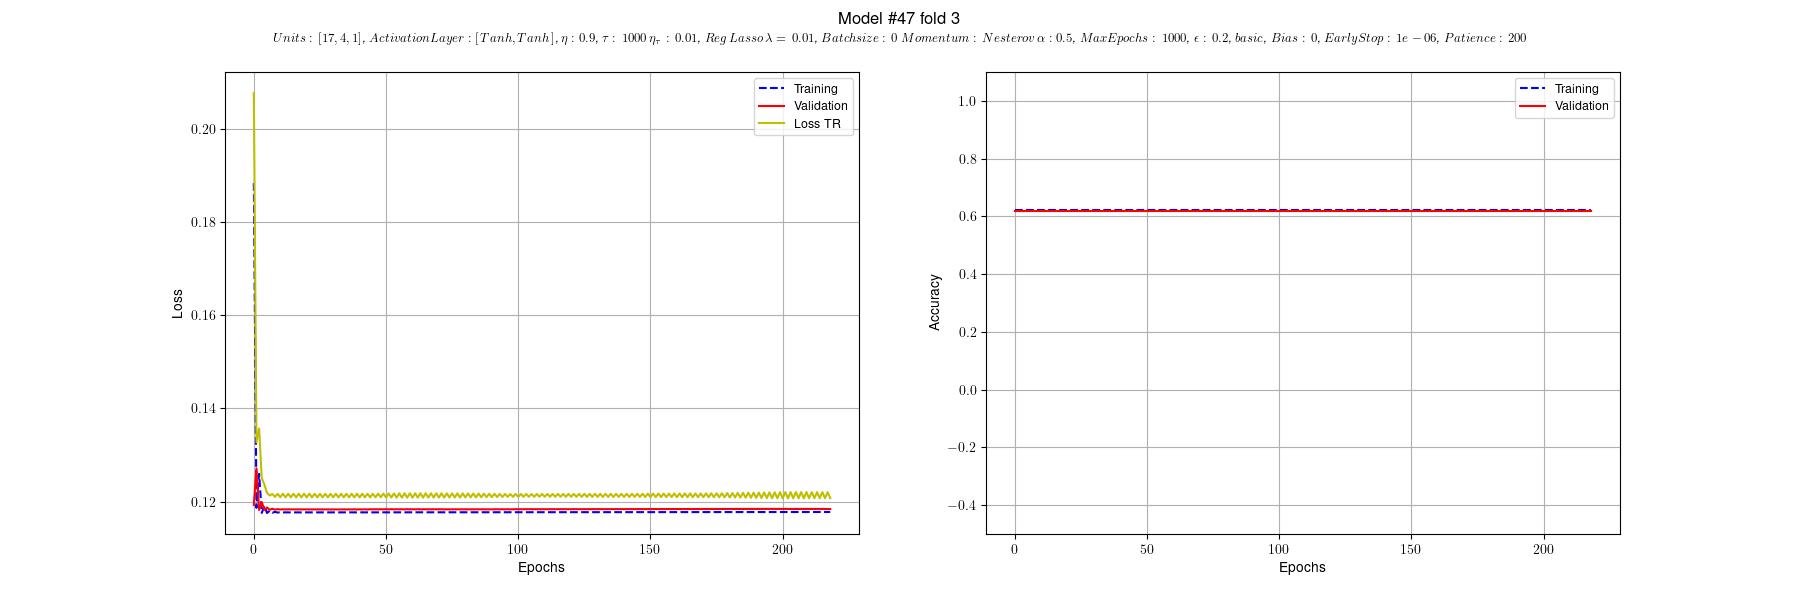 Model #47 fold 3
Units : [17, 4, 1], ActivationLayer : [Tanh, Tanh], η : 0.9, τ : 1000 η_τ : 0.01, Reg Lasso λ = 0.01, Batchsize : 0 Momentum : Nesterov α : 0.5, MaxEpochs : 1000, ϵ : 0.2, basic, Bias : 0, EarlyStop : 1e − 06, Patience : 200
Training
Validation
Loss TR
0.20
0.18
0.16
0.14
0.12
Loss
0 50 100 150 200
Epochs
Training
Validation
1.0
0.8
0.6
0.4
0.2
0.0
−0.2
−0.4
Accuracy
0 50 100 150 200
Epochs